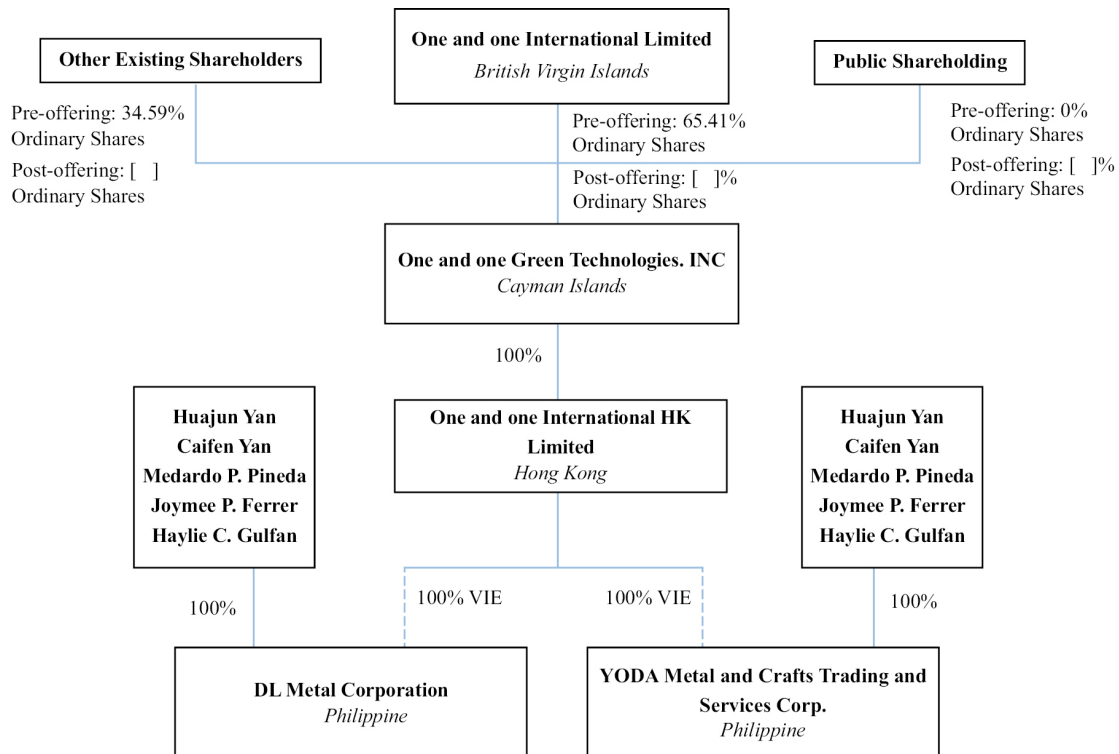 One and one International Limited
British Virgin Islands
Other Existing Shareholders
Public Shareholding
Pre-offering: 34.59%
Ordinary Shares
Post-offering: [ ]
Ordinary Shares
Pre-offering: 65.41%
Ordinary Shares
Post-offering: [ ]%
Ordinary Shares
Pre-offering: 0%
Ordinary Shares
Post-offering: [ ]%
Ordinary Shares
One and one Green Technologies. INC
Cayman Islands
100%
Huajun Yan
Caifen Yan
Medardo P. Pineda
Joymee P. Ferrer
Haylie C. Gulfan
One and one International HK
Limited
Hong Kong
Huajun Yan
Caifen Yan
Medardo P. Pineda
Joymee P. Ferrer
Haylie C. Gulfan
100%
100% VIE
100% VIE
100%
DL Metal Corporation
Philippine
YODA Metal and Crafts Trading and
Services Corp.
Philippine